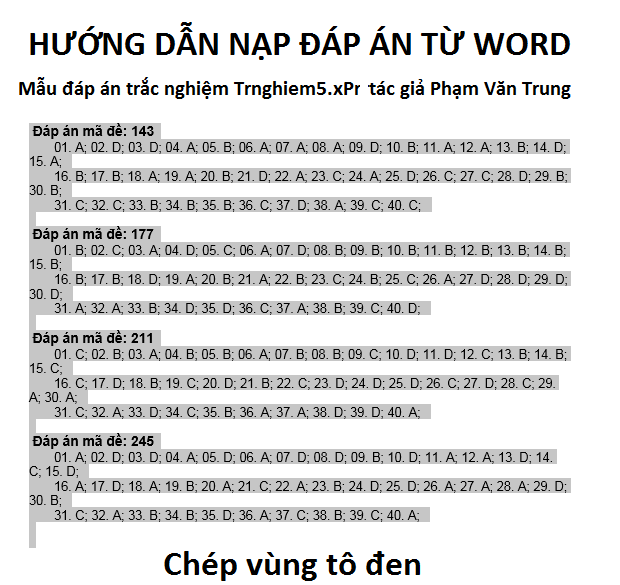 HƯỚNG DẪN NẠP ĐÁP ÁN TỪ WORD
Mẫu đáp án trắc nghiệm Trnghiem5.xPr tác giả Phạm Văn Trung
Đáp án mã đề: 143
01. A; 02. D; 03. D; 04. A; 05. B; 06. A; 07. A; 08. A; 09. D; 10. B; 11. A; 12. A; 13. B; 14. D;
15. A;
16. B; 17. B; 18. A; 19. A; 20. B; 21. D; 22. A; 23. C; 24. A; 25. D; 26. C; 27. C; 28. D; 29. B;
30. B;
31. C; 32. C; 33. B; 34. B; 35. B; 36. C; 37. D; 38. A; 39. C; 40. C;
Đáp án mã đề: 177
01. B; 02. C; 03. A; 04. D; 05. C; 06. A; 07. D; 08. B; 09. B; 10. B; 11. B; 12. B; 13. B; 14. B;
15. B;
16. B; 17. B; 18. D; 19. A; 20. B; 21. A; 22. B; 23. C; 24. B; 25. C; 26. A; 27. D; 28. D; 29. D;
30. D;
31. A; 32. A; 33. B; 34. D; 35. D; 36. C; 37. A; 38. B; 39. C; 40. D;
Đáp án mã đề: 211
01. C; 02. B; 03. A; 04. B; 05. B; 06. A; 07. B; 08. B; 09. C; 10. D; 11. D; 12. C; 13. B; 14. B;
15. C;
16. C; 17. D; 18. B; 19. C; 20. D; 21. B; 22. C; 23. D; 24. D; 25. D; 26. C; 27. D; 28. C; 29.
A; 30. A;
31. C; 32. A; 33. D; 34. C; 35. B; 36. A; 37. A; 38. D; 39. D; 40. A;
Đáp án mã đề: 245
01. A; 02. D; 03. D; 04. A; 05. D; 06. A; 07. D; 08. D; 09. B; 10. D; 11. A; 12. A; 13. D; 14.
C; 15. D;
16. A; 17. D; 18. A; 19. B; 20. A; 21. C; 22. A; 23. B; 24. D; 25. D; 26. A; 27. A; 28. A; 29. D;
30. B;
31. C; 32. A; 33. B; 34. B; 35. D; 36. A; 37. C; 38. B; 39. C; 40. A;
Chép vùng tô đen